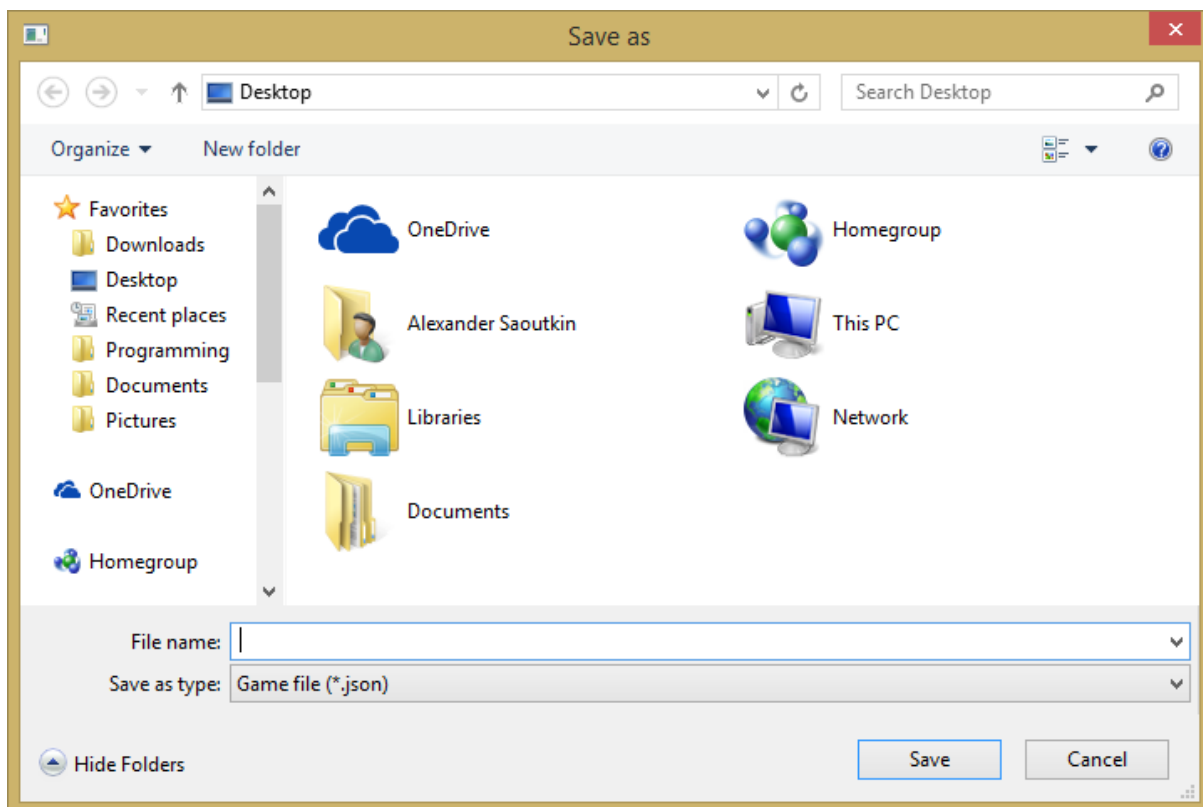 Save as
Desktop
Search Desktop
Organize
New folder
Favorites
Downloads
Desktop
Recent places
Programming
Documents
Pictures
OneDrive
Homegroup
OneDrive
Homegroup
Alexander Saoutkin
This PC
Libraries
Network
Documents
File name:
Save as type: Game file (*.json)
Hide Folders
Save
Cancel